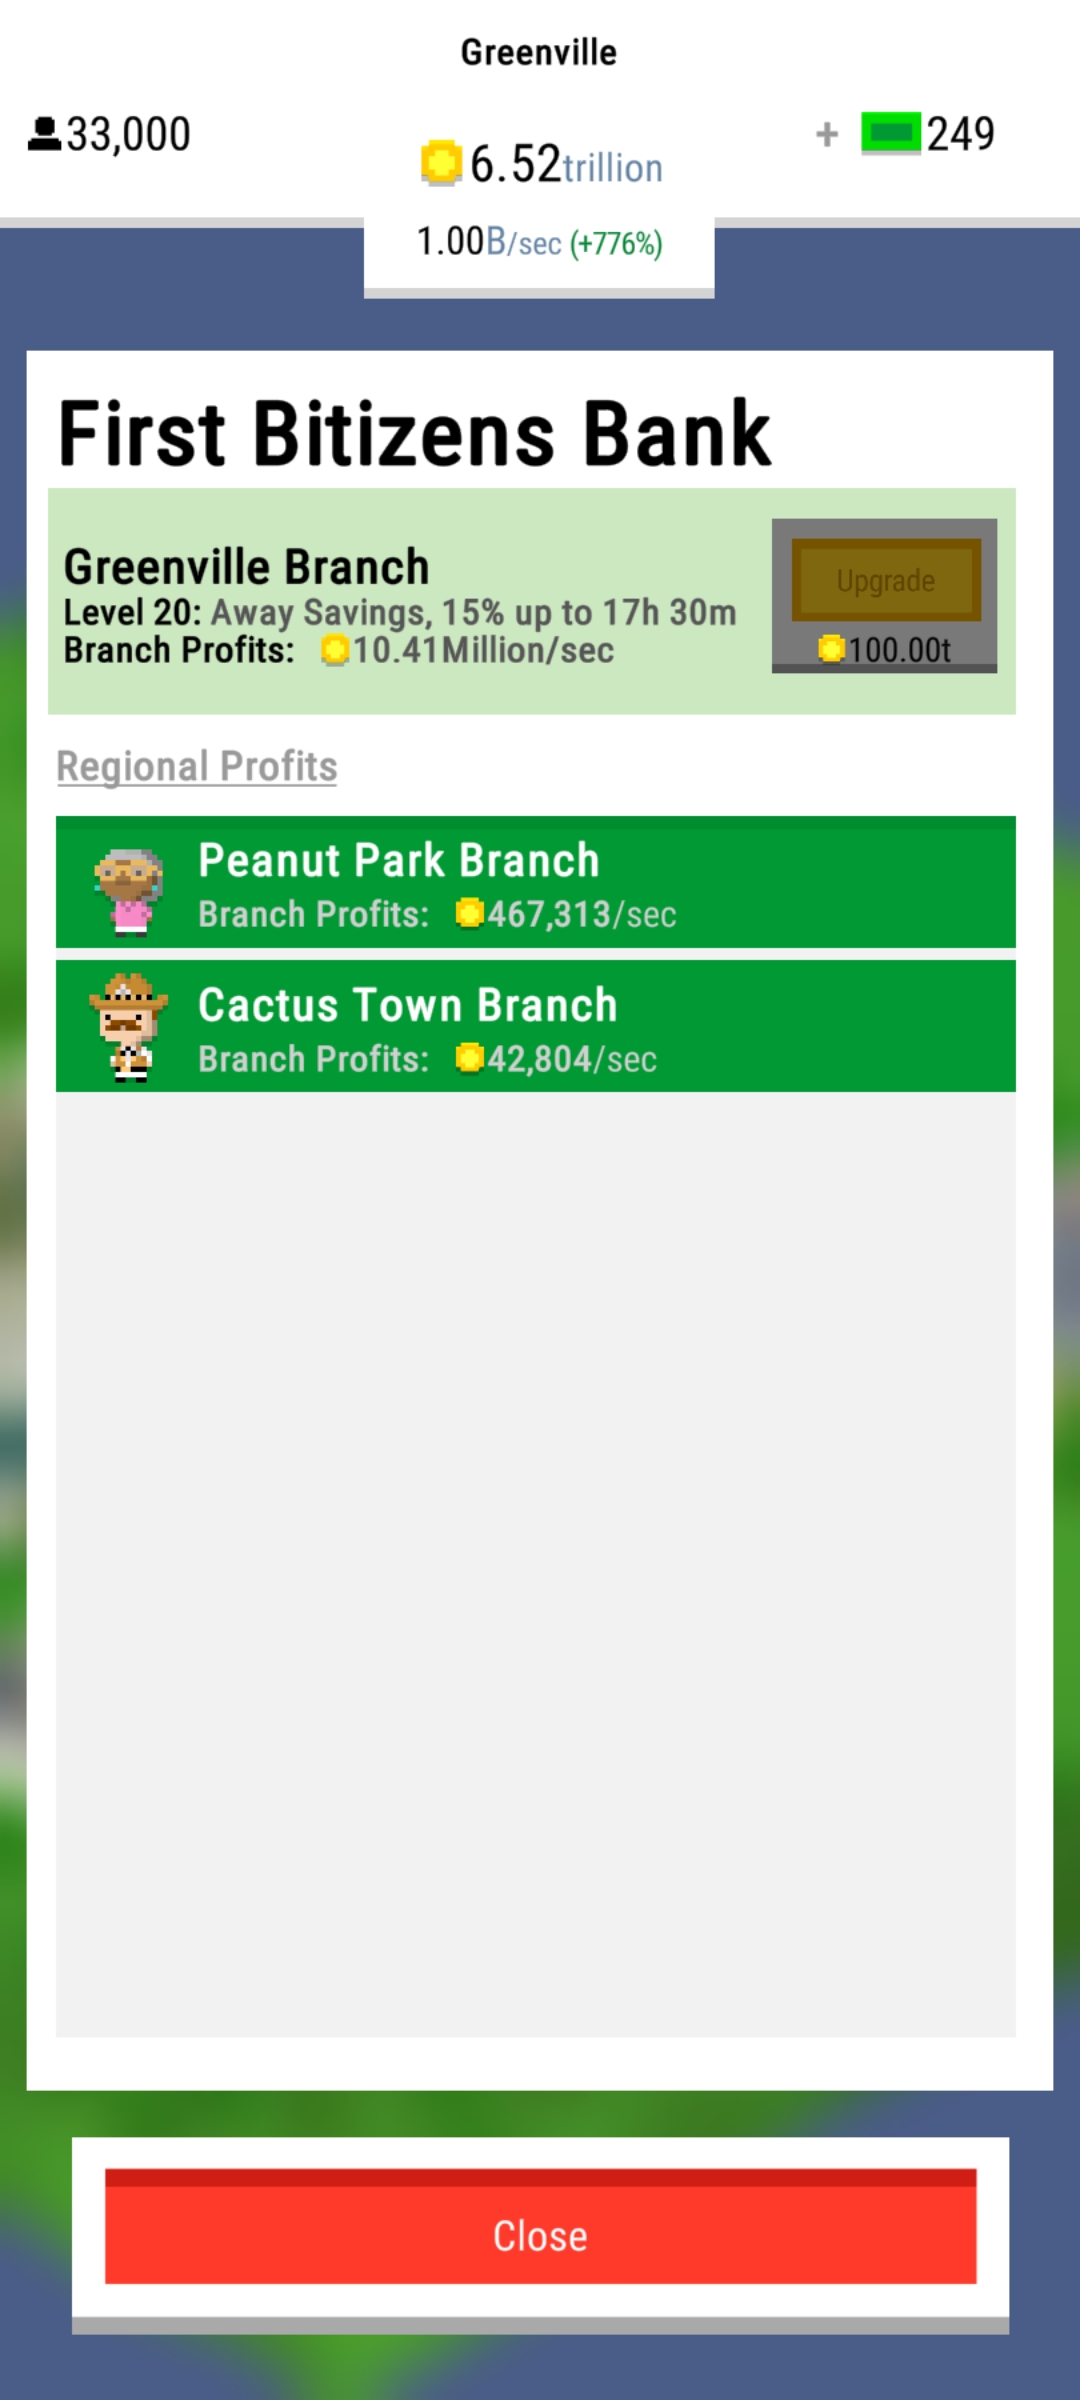 Greenville
33,000
6.52trillion
+ 249
1.00B/sec (+776%)
First Bitizens Bank
Greenville Branch
Level 20: Away Savings, 15% up to 17h 30m
Branch Profits: 10.41Million/sec
Upgrade
100.00t
Regional Profits
Peanut Park Branch
Branch Profits: 467,313/sec
Cactus Town Branch
Branch Profits: 42,804/sec
Close